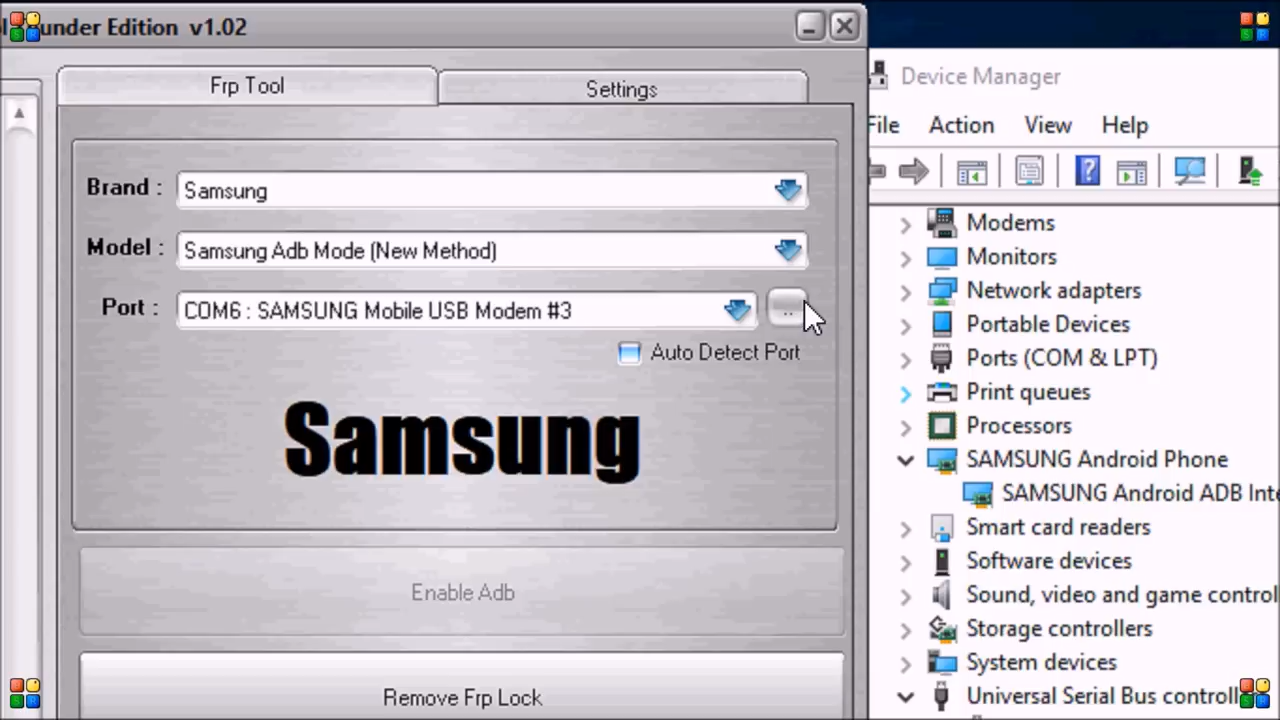 under Edition v1.02
Frp Tool
Settings
Brand :
Samsung
Model :
Samsung Adb Mode (New Method)
Port :
COM6 : SAMSUNG Mobile USB Modem #3
..
Auto Detect Port
Samsung
Enable Adb
Remove Frp Lock
Device Manager
File Action View Help
Modems
Monitors
Network adapters
Portable Devices
Ports (COM & LPT)
Print queues
Processors
SAMSUNG Android Phone
SAMSUNG Android ADB Inte
Smart card readers
Software devices
Sound, video and game control
Storage controllers
System devices
Universal Serial Bus controll